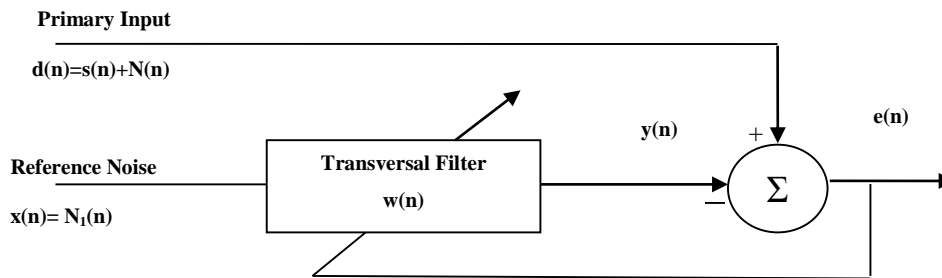 Primary Input
d(n)=s(n)+N(n)
y(n)
e(n)
+
Reference Noise
Transversal Filter
w(n)
Σ
–
x(n)= N₁(n)